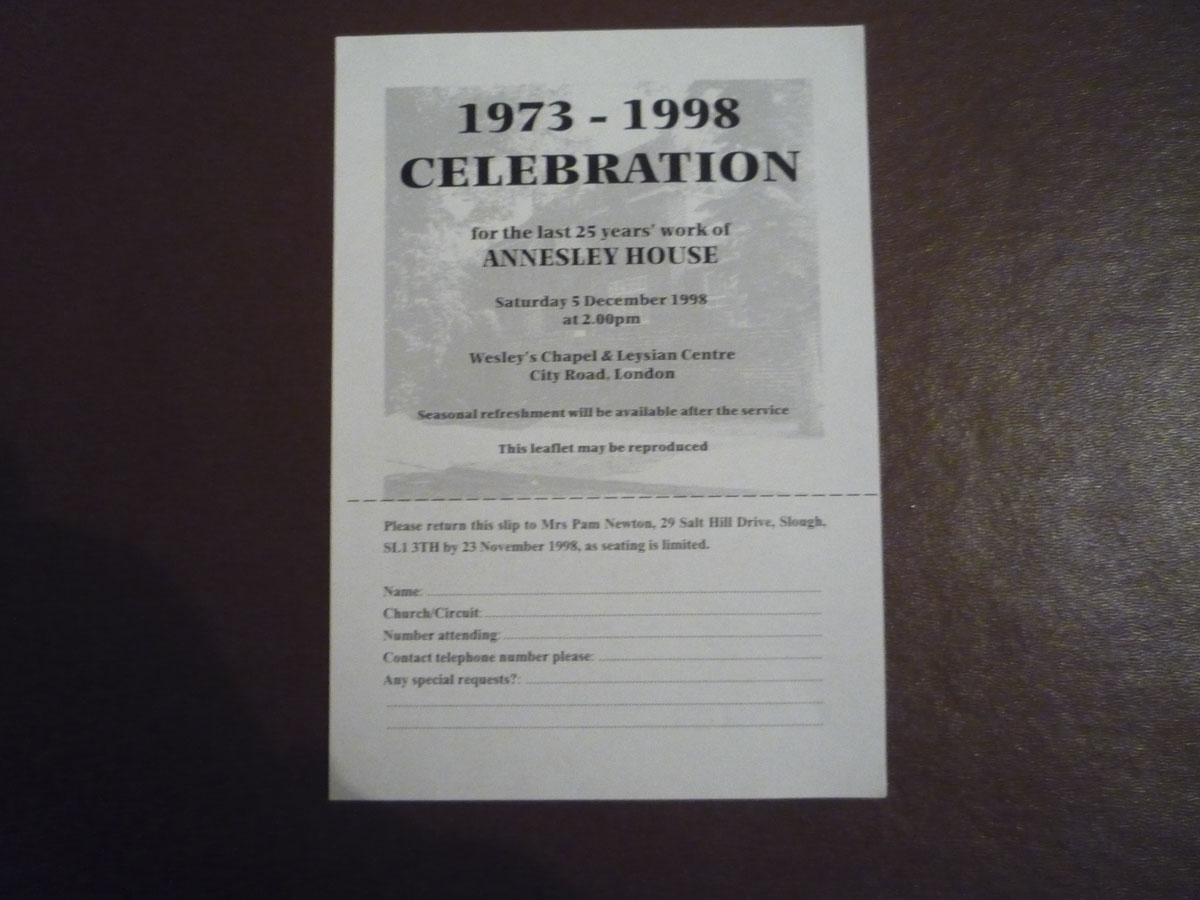 1973 - 1998
CELEBRATION
for the last 25 years' work of
ANNESLEY HOUSE
Saturday 5 December 1998
at 2.00pm
Wesley's Chapel & Leysian Centre
City Road, London
Seasonal refreshment will be available after the service
This leaflet may be reproduced
Please return this slip to Mrs Pam Newton, 29 Salt Hill Drive, Slough,
SL1 3TH by 23 November 1998, as seating is limited.
Name:
Church/Circuit:
Number attending:
Contact telephone number please:
Any special requests?: